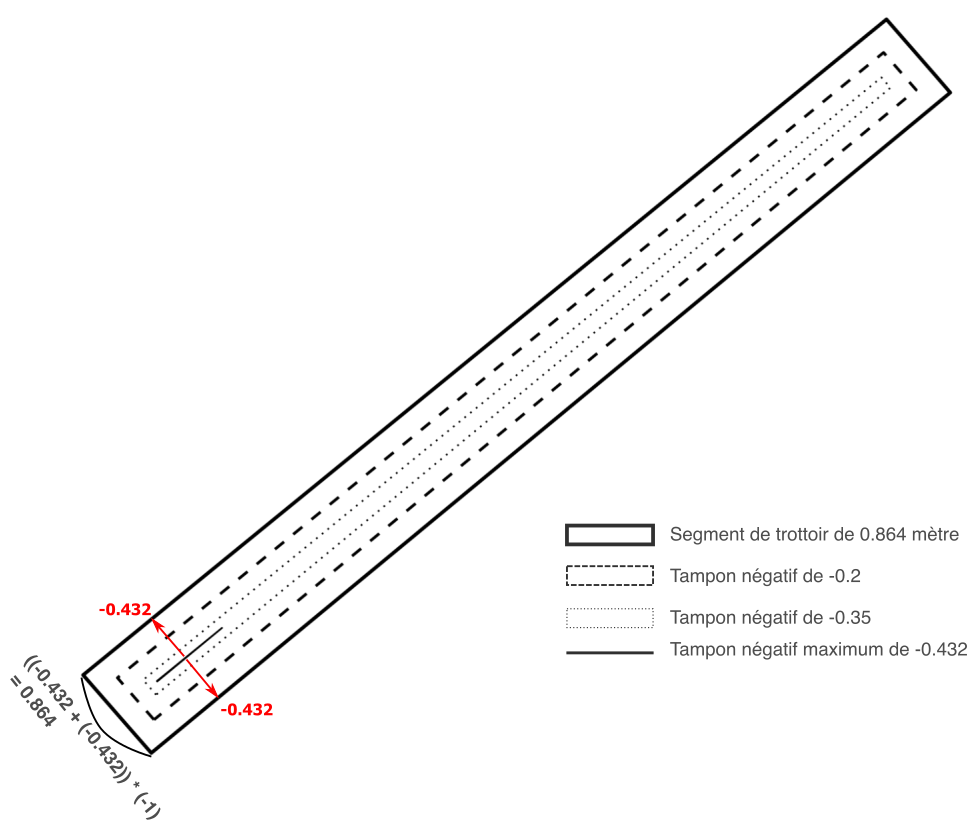 Segment de trottoir de 0.864 mètre
Tampon négatif de -0.2
-0.432
Tampon négatif de -0.35
Tampon négatif maximum de -0.432
-0.432
((-0.432 + (-0.432)) * (-1)
= 0.864